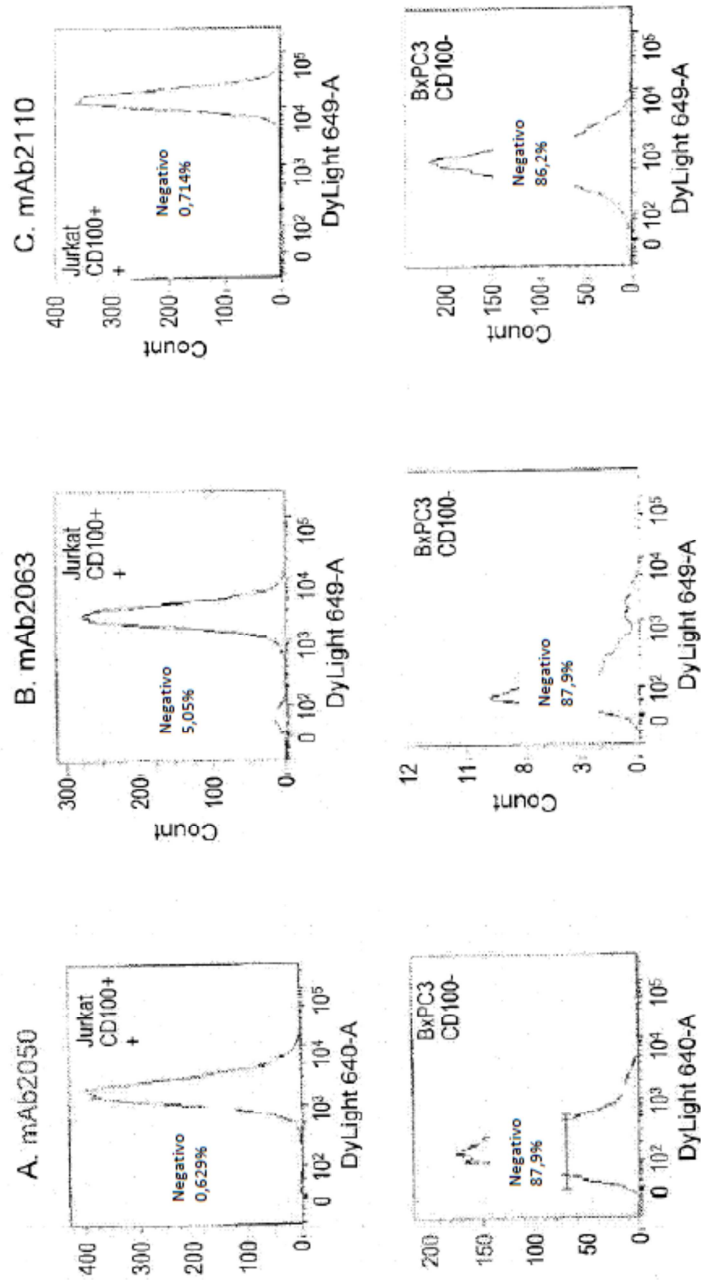 A. mAb2050
400
300
200
100
0
Jurkat
CD100+
+
Negativo
0,629%
0 10² 10³ 10⁴ 10⁵
DyLight 640-A
200
150
100
50
0
BxPC3
CD100-
Negativo
87,9%
0 10² 10³ 10⁴ 10⁵
DyLight 640-A
B. mAb2063
Count
300
200
100
0
Jurkat
CD100+
+
Negativo
5,05%
0 10² 10³ 10⁴ 10⁵
DyLight 649-A
Count
12
11
8
3
0
BxPC3
CD100-
Negativo
87,9%
0 10² 10³ 10⁴ 10⁵
DyLight 649-A
C. mAb2110
Count
400
300
200
100
0
Jurkat
CD100+
+
Negativo
0,714%
0 10² 10³ 10⁴ 10⁵
DyLight 649-A
Count
200
150
100
50
0
BxPC3
CD100-
Negativo
86,2%
0 10² 10³ 10⁴ 10⁵
DyLight 649-A